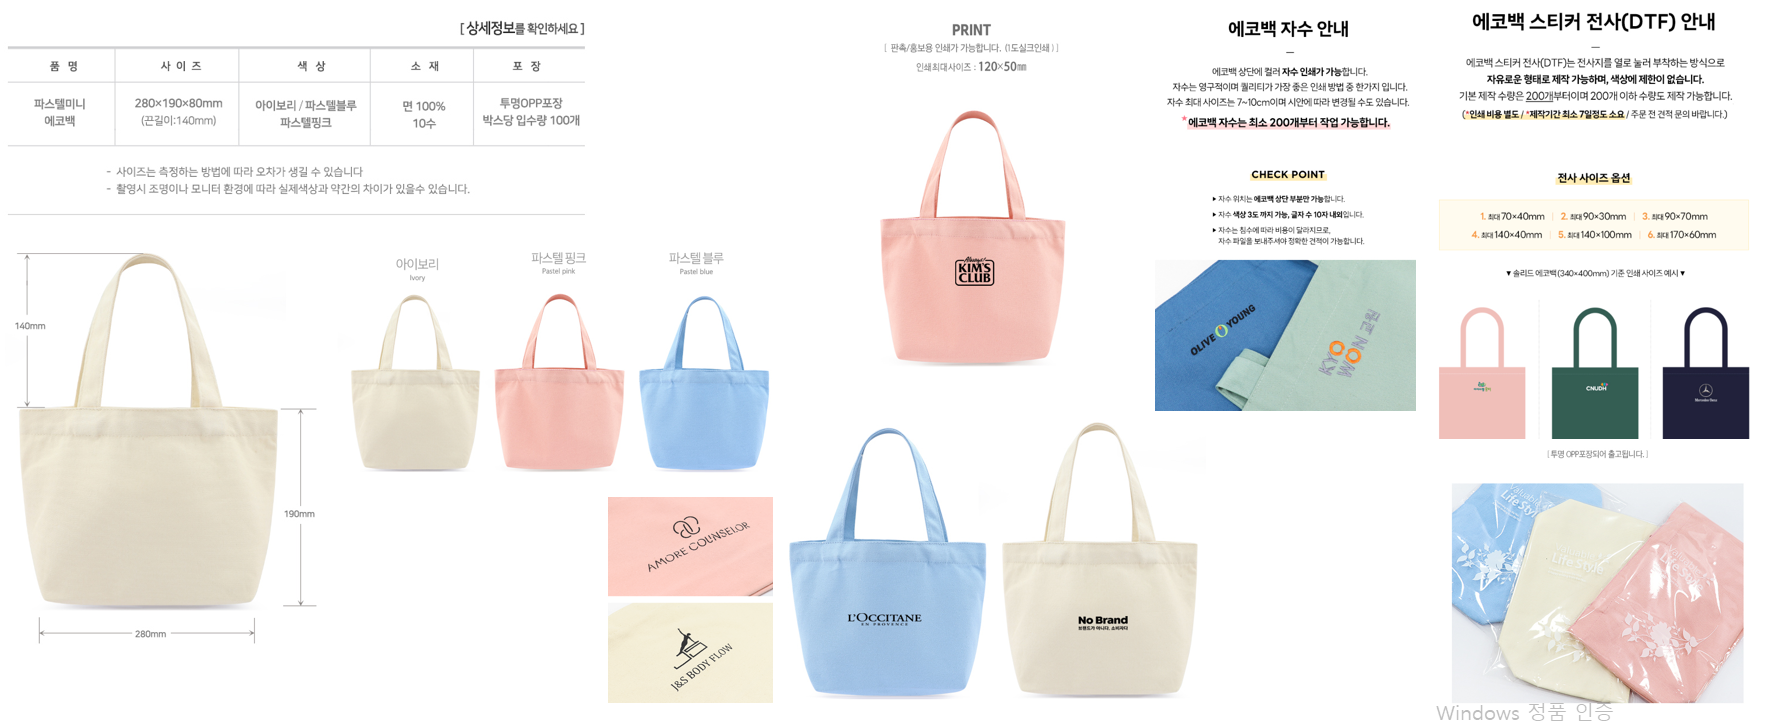 [ 상세정보를 확인하세요 ]
품 명
사 이 즈
색 상
소 재
포 장
파스텔미니
에코백
280×190×80mm
(끈길이:140mm)
아이보리 / 파스텔블루
파스텔핑크
면 100%
10수
투명OPP포장
박스당 입수량 100개
- 사이즈는 측정하는 방법에 따라 오차가 생길 수 있습니다
- 촬영시 조명이나 모니터 환경에 따라 실제색상과 약간의 차이가 있을수 있습니다.
140mm
190mm
280mm
아이보리
Ivory
파스텔 핑크
Pastel pink
파스텔 블루
Pastel blue
AMORE COUNSELOR
J&S BODY FLOW
PRINT
[ 판촉/홍보용 인쇄가 가능합니다. (1도실크인쇄 ) ]
인쇄최대사이즈 : 120×50㎜
Always!
KIM'S
CLUB
L'OCCITANE
EN PROVENCE
No Brand
브랜드가 아니다. 소비자다
에코백 자수 안내
에코백 상단에 컬러 자수 인쇄가 가능합니다.
자수는 영구적이며 퀄리티가 가장 좋은 인쇄 방법 중 한가지 입니다.
자수 최대 사이즈는 7~10cm이며 시안에 따라 변경될 수도 있습니다.
*에코백 자수는 최소 200개부터 작업 가능합니다.
CHECK POINT
▶ 자수 위치는 에코백 상단 부분만 가능합니다.
▶ 자수 색상 3도 까지 가능, 글자 수 10자 내외입니다.
▶ 자수는 침수에 따라 비용이 달라지므로,
자수 파일을 보내주셔야 정확한 견적이 가능합니다.
OLIVE YOUNG
KYO
WON 교원
에코백 스티커 전사(DTF) 안내
에코백 스티커 전사(DTF)는 전사지를 열로 눌러 부착하는 방식으로
자유로운 형태로 제작 가능하며, 색상에 제한이 없습니다.
기본 제작 수량은 200개부터이며 200개 이하 수량도 제작 가능합니다.
(*인쇄 비용 별도 / *제작기간 최소 7일정도 소요 / 주문 전 견적 문의 바랍니다.)
전사 사이즈 옵션
1. 최대 70×40mm | 2. 최대 90×30mm | 3. 최대 90×70mm
4. 최대 140×40mm | 5. 최대 140×100mm | 6. 최대 170×60mm
▼ 솔리드 에코백 (340×400mm) 기준 인쇄 사이즈 예시 ▼
CNUDH
Mercedes-Benz
[ 투명 OPP포장되어 출고됩니다. ]
Valuable
Life Style
Life Style
Life Style
Windows 정품 인증